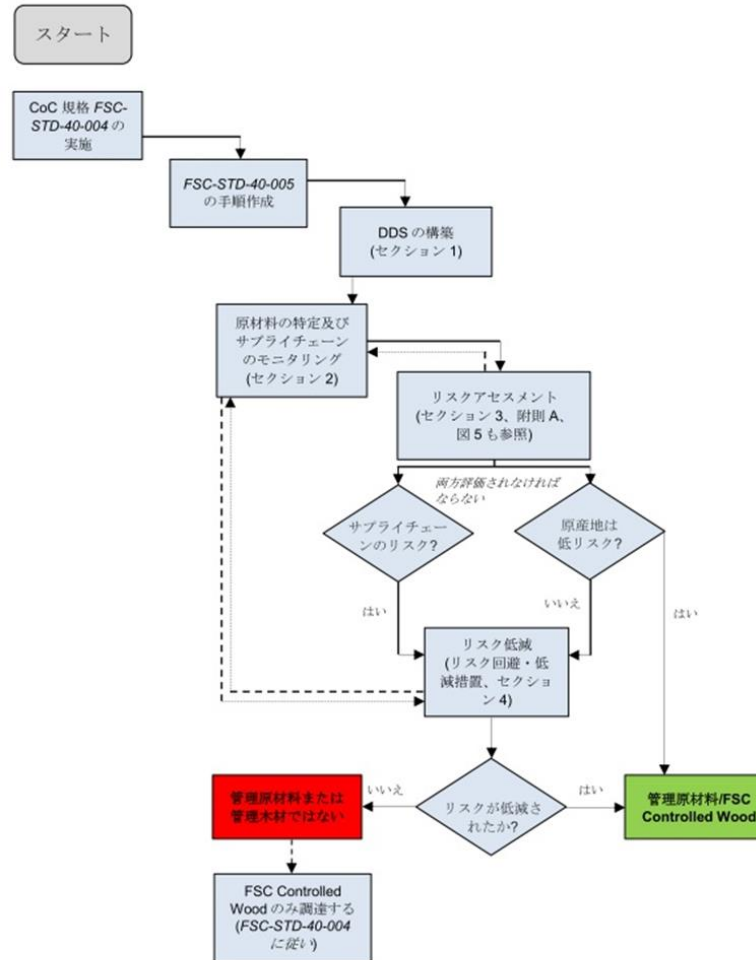 スタート
CoC 規格 FSC-
STD-40-004 の
実施
FSC-STD-40-005
の手順作成
DDS の構築
(セクション 1)
原材料の特定及び
サプライチェーン
のモニタリング
(セクション 2)
リスクアセスメント
(セクション 3、附則 A、
図 5 も参照)
両方評価されなければ
ならない
サプライチェー
ンのリスク?
原産地は
低リスク?
はい
いいえ
はい
リスク低減
(リスク回避・低
減措置、セクショ
ン 4)
管理原材料または
管理木材ではない
いいえ
リスクが低減さ
れたか?
はい
管理原材料/FSC
Controlled Wood
FSC Controlled
Wood のみ調達する
(FSC-STD-40-004
に従い)